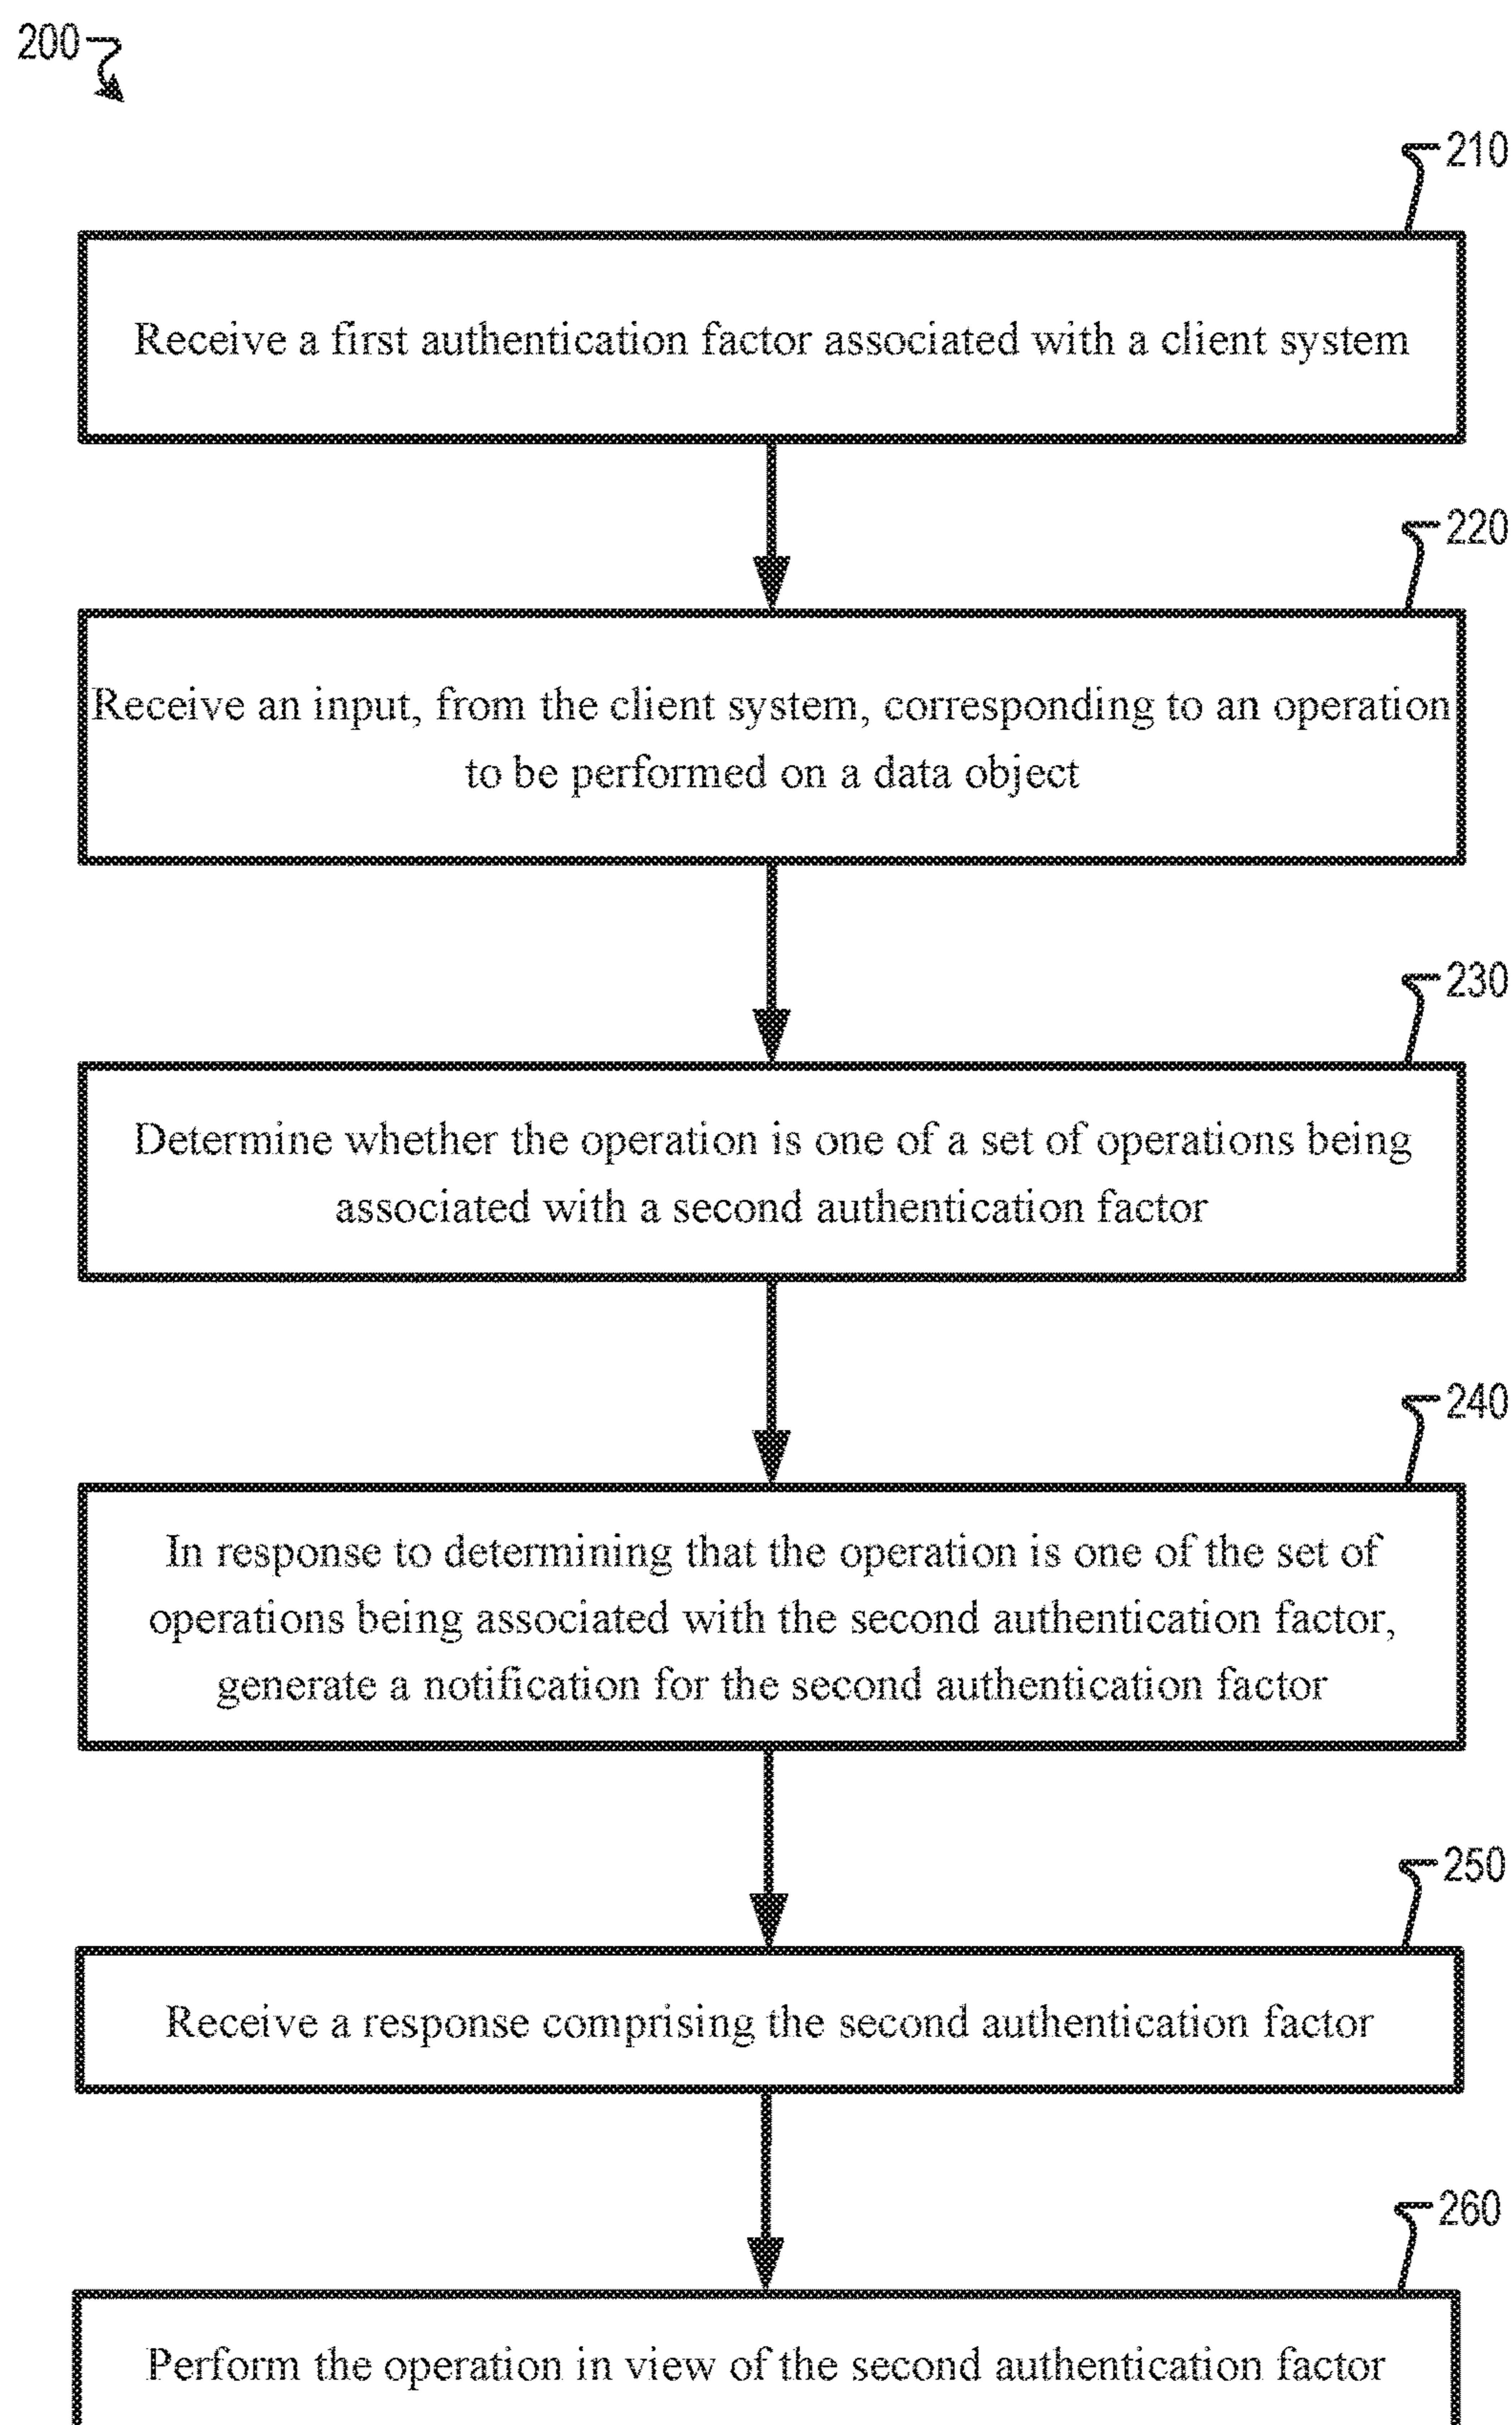 200
210
Receive a first authentication factor associated with a client system
220
Receive an input, from the client system, corresponding to an operation
to be performed on a data object
230
Determine whether the operation is one of a set of operations being
associated with a second authentication factor
240
In response to determining that the operation is one of the set of
operations being associated with the second authentication factor,
generate a notification for the second authentication factor
250
Receive a response comprising the second authentication factor
260
Perform the operation in view of the second authentication factor